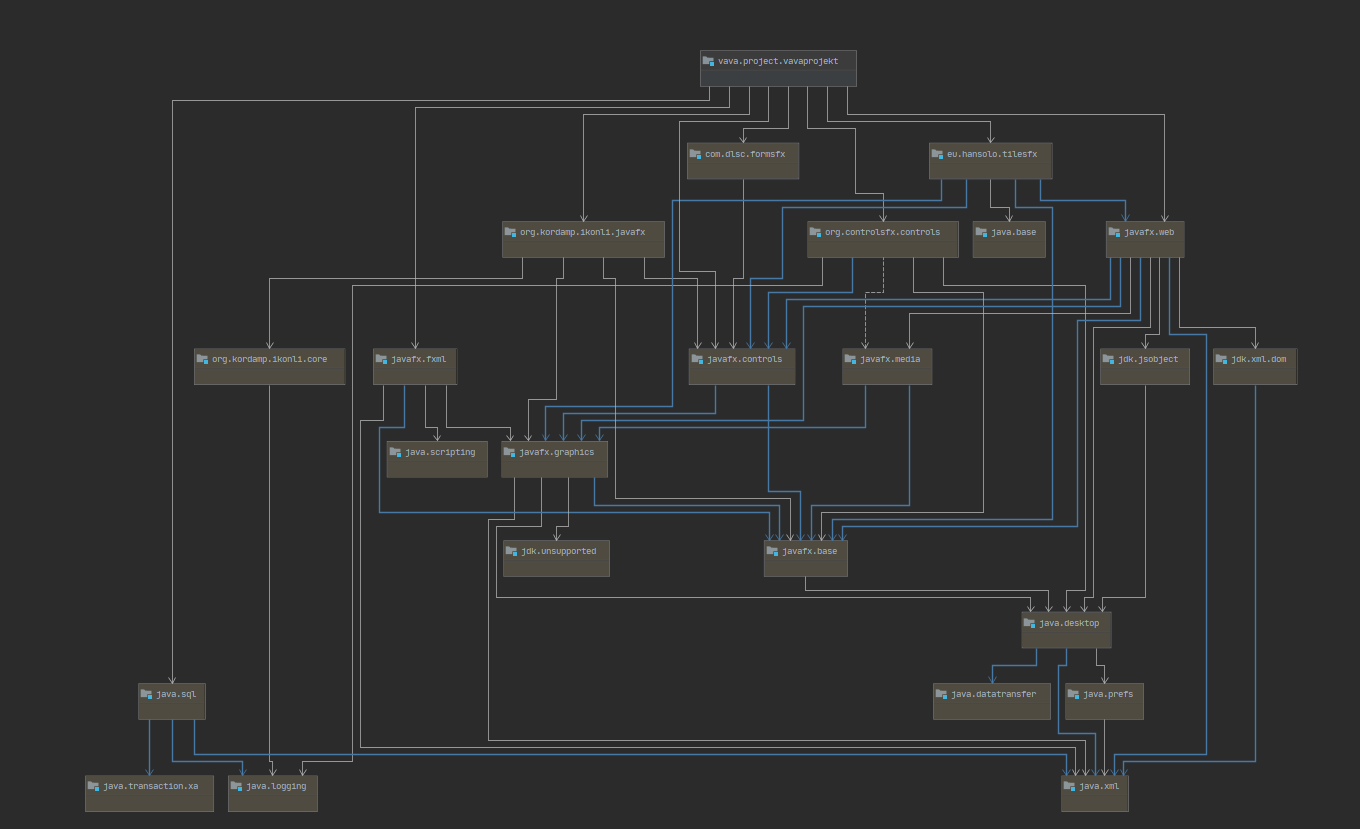 vava.project.vavaprojekt
com.dlsc.formsfx
eu.hansolo.tilesfx
org.kordamp.ikonli.javafx
org.controlsfx.controls
java.base
javafx.web
org.kordamp.ikonli.core
javafx.fxml
javafx.controls
javafx.media
jdk.jsobject
jdk.xml.dom
java.scripting
javafx.graphics
jdk.unsupported
javafx.base
java.desktop
java.sql
java.datatransfer
java.prefs
java.transaction.xa
java.logging
java.xml